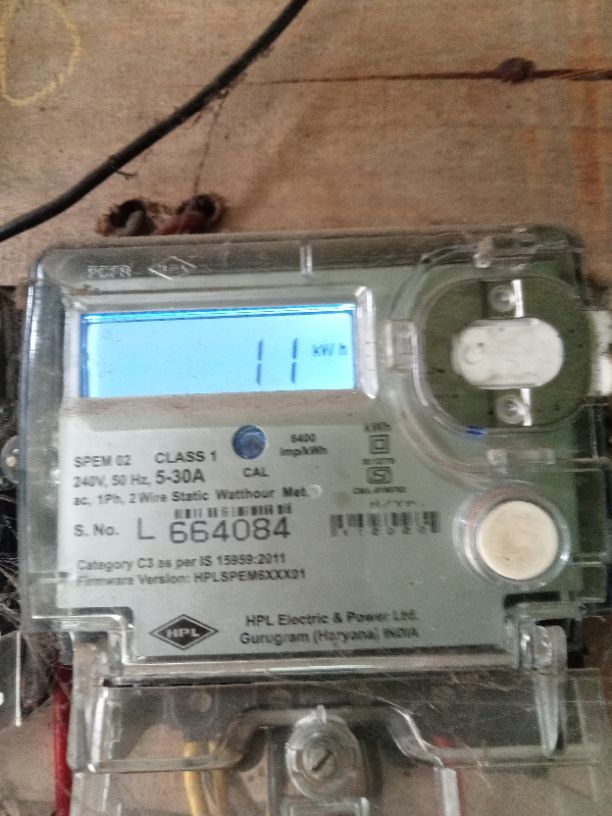 HPL
11 kWh
SPEM 02 CLASS 1 6400 imp/kWh kWh
240V, 50 Hz, 5-30A CAL
ac, 1Ph, 2 Wire Static Watthour Met
S. No. L 664084
Category C3 as per IS 15959:2011
Firmware Version: HPLSPEM6XXX01
HPL
HPL Electric & Power Ltd.
Gurugram (Haryana) INDIA